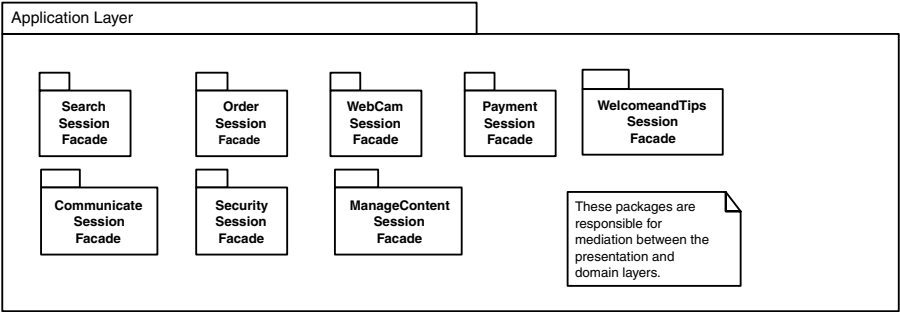 Application Layer
Search
Session
Facade
Order
Session
Facade
WebCam
Session
Facade
Payment
Session
Facade
WelcomeandTips
Session
Facade
Communicate
Session
Facade
Security
Session
Facade
ManageContent
Session
Facade
These packages are
responsible for
mediation between the
presentation and
domain layers.